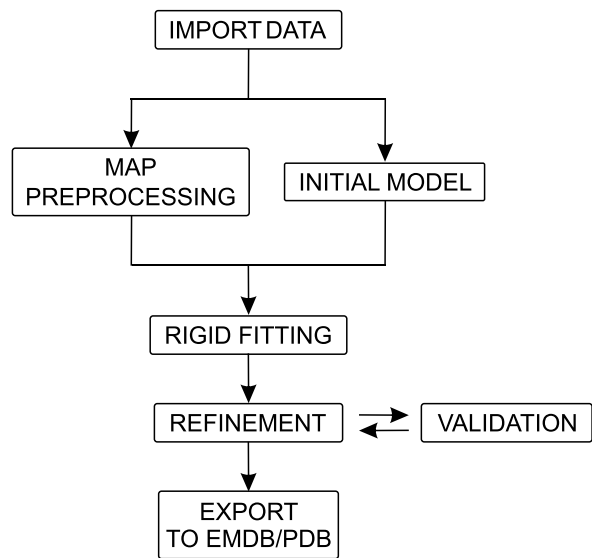 IMPORT DATA
MAP
PREPROCESSING
INITIAL MODEL
RIGID FITTING
REFINEMENT
VALIDATION
EXPORT
TO EMDB/PDB